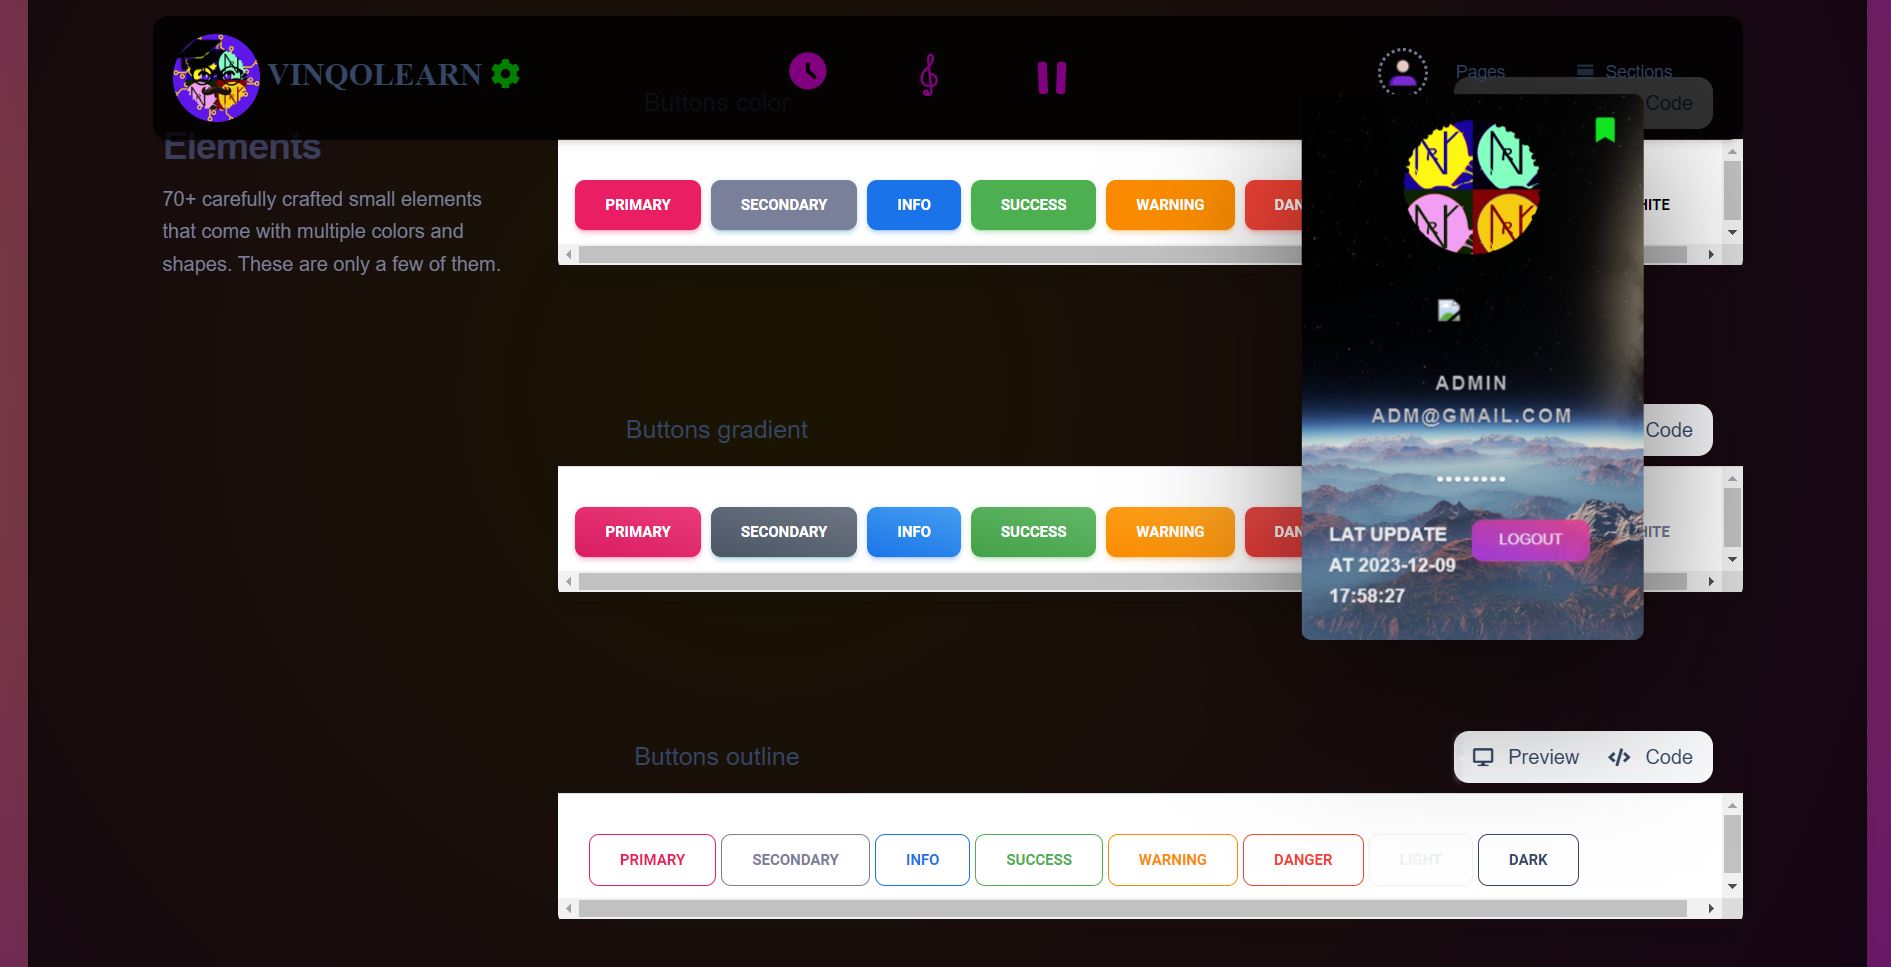 VINQOLEARN
Pages
Sections
Buttons color
Code
Elements
70+ carefully crafted small elements
that come with multiple colors and
shapes. These are only a few of them.
PRIMARY
SECONDARY
INFO
SUCCESS
WARNING
DAN
HITE
ADMIN
ADM@GMAIL.COM
••••••••
LAT UPDATE
AT 2023-12-09
17:58:27
LOGOUT
Buttons gradient
Code
PRIMARY
SECONDARY
INFO
SUCCESS
WARNING
DAN
HITE
Buttons outline
Preview
Code
PRIMARY
SECONDARY
INFO
SUCCESS
WARNING
DANGER
LIGHT
DARK